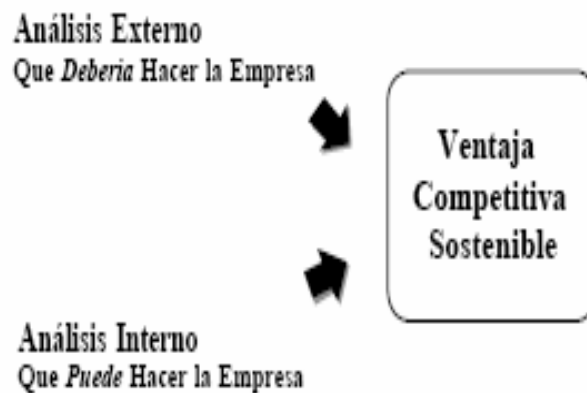 Análisis Externo
Que Deberia Hacer la Empresa
Ventaja
Competitiva
Sostenible
Análisis Interno
Que Puede Hacer la Empresa